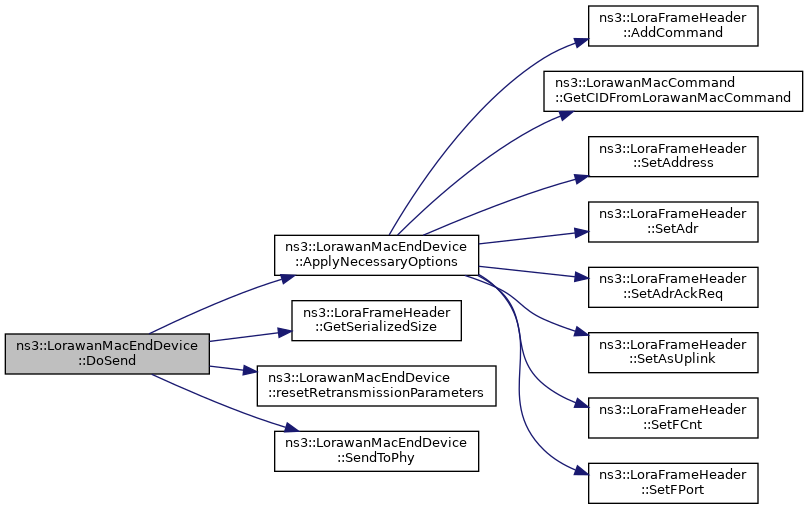 ns3::LorawanMacEndDevice
::DoSend
ns3::LorawanMacEndDevice
::ApplyNecessaryOptions
ns3::LoraFrameHeader
::GetSerializedSize
ns3::LorawanMacEndDevice
::resetRetransmissionParameters
ns3::LorawanMacEndDevice
::SendToPhy
ns3::LoraFrameHeader
::AddCommand
ns3::LorawanMacCommand
::GetCIDFromLorawanMacCommand
ns3::LoraFrameHeader
::SetAddress
ns3::LoraFrameHeader
::SetAdr
ns3::LoraFrameHeader
::SetAdrAckReq
ns3::LoraFrameHeader
::SetAsUplink
ns3::LoraFrameHeader
::SetFCnt
ns3::LoraFrameHeader
::SetFPort